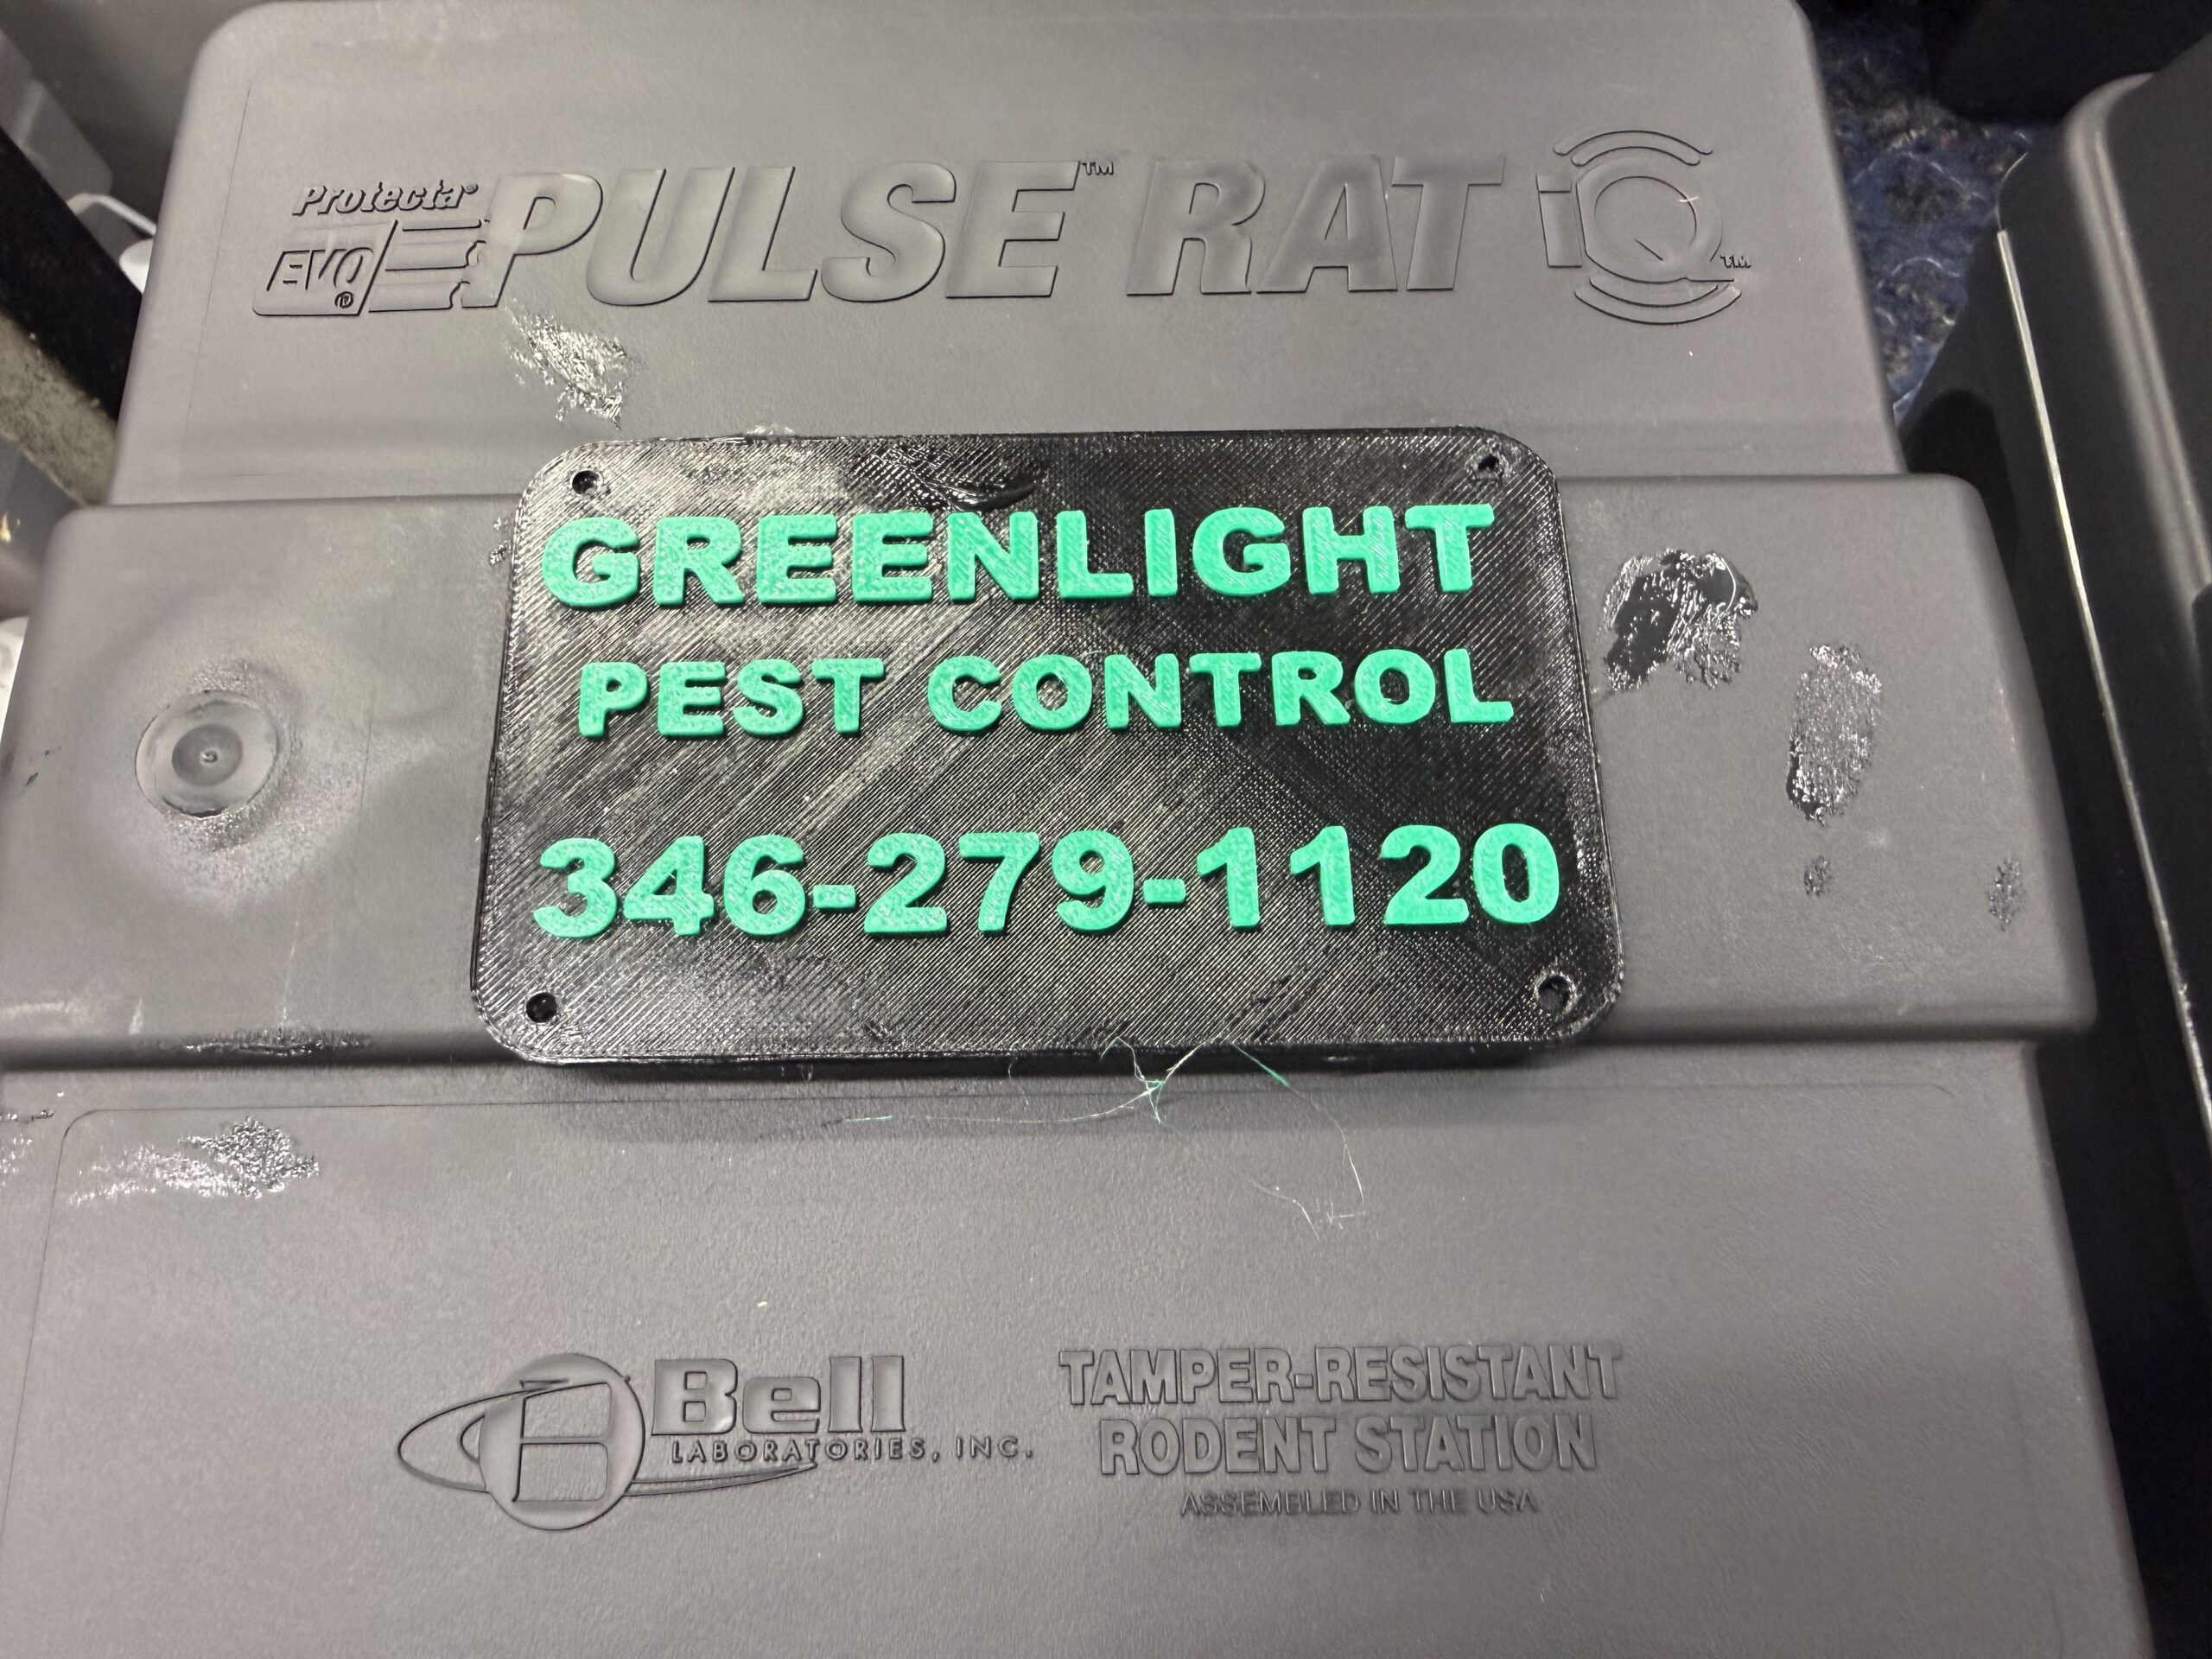 Protecta®
EVO® PULSE™ RAT iQ™
GREENLIGHT
PEST CONTROL
346-279-1120
Bell
LABORATORIES, INC.
TAMPER-RESISTANT
RODENT STATION
ASSEMBLED IN THE USA